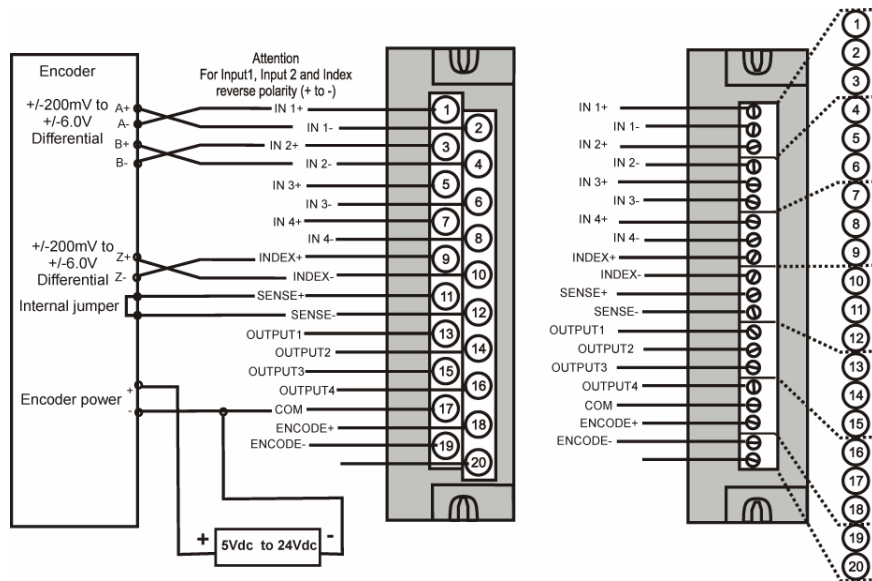 Encoder
+/-200mV to
+/-6.0V
Differential
A+
A-
B+
B-
+/-200mV to
+/-6.0V
Differential
Z+
Z-
Internal jumper
Encoder power
+
-
Attention
For Input1, Input 2 and Index
reverse polarity (+ to -)
IN 1+
IN 1-
IN 2+
IN 2-
IN 3+
IN 3-
IN 4+
IN 4-
INDEX+
INDEX-
SENSE+
SENSE-
OUTPUT1
OUTPUT2
OUTPUT3
OUTPUT4
COM
ENCODE+
ENCODE-
+ 5Vdc to 24Vdc -
1
2
3
4
5
6
7
8
9
10
11
12
13
14
15
16
17
18
19
20
IN 1+
IN 1-
IN 2+
IN 2-
IN 3+
IN 3-
IN 4+
IN 4-
INDEX+
INDEX-
SENSE+
SENSE-
OUTPUT1
OUTPUT2
OUTPUT3
OUTPUT4
COM
ENCODE+
ENCODE-
1
2
3
4
5
6
7
8
9
10
11
12
13
14
15
16
17
18
19
20